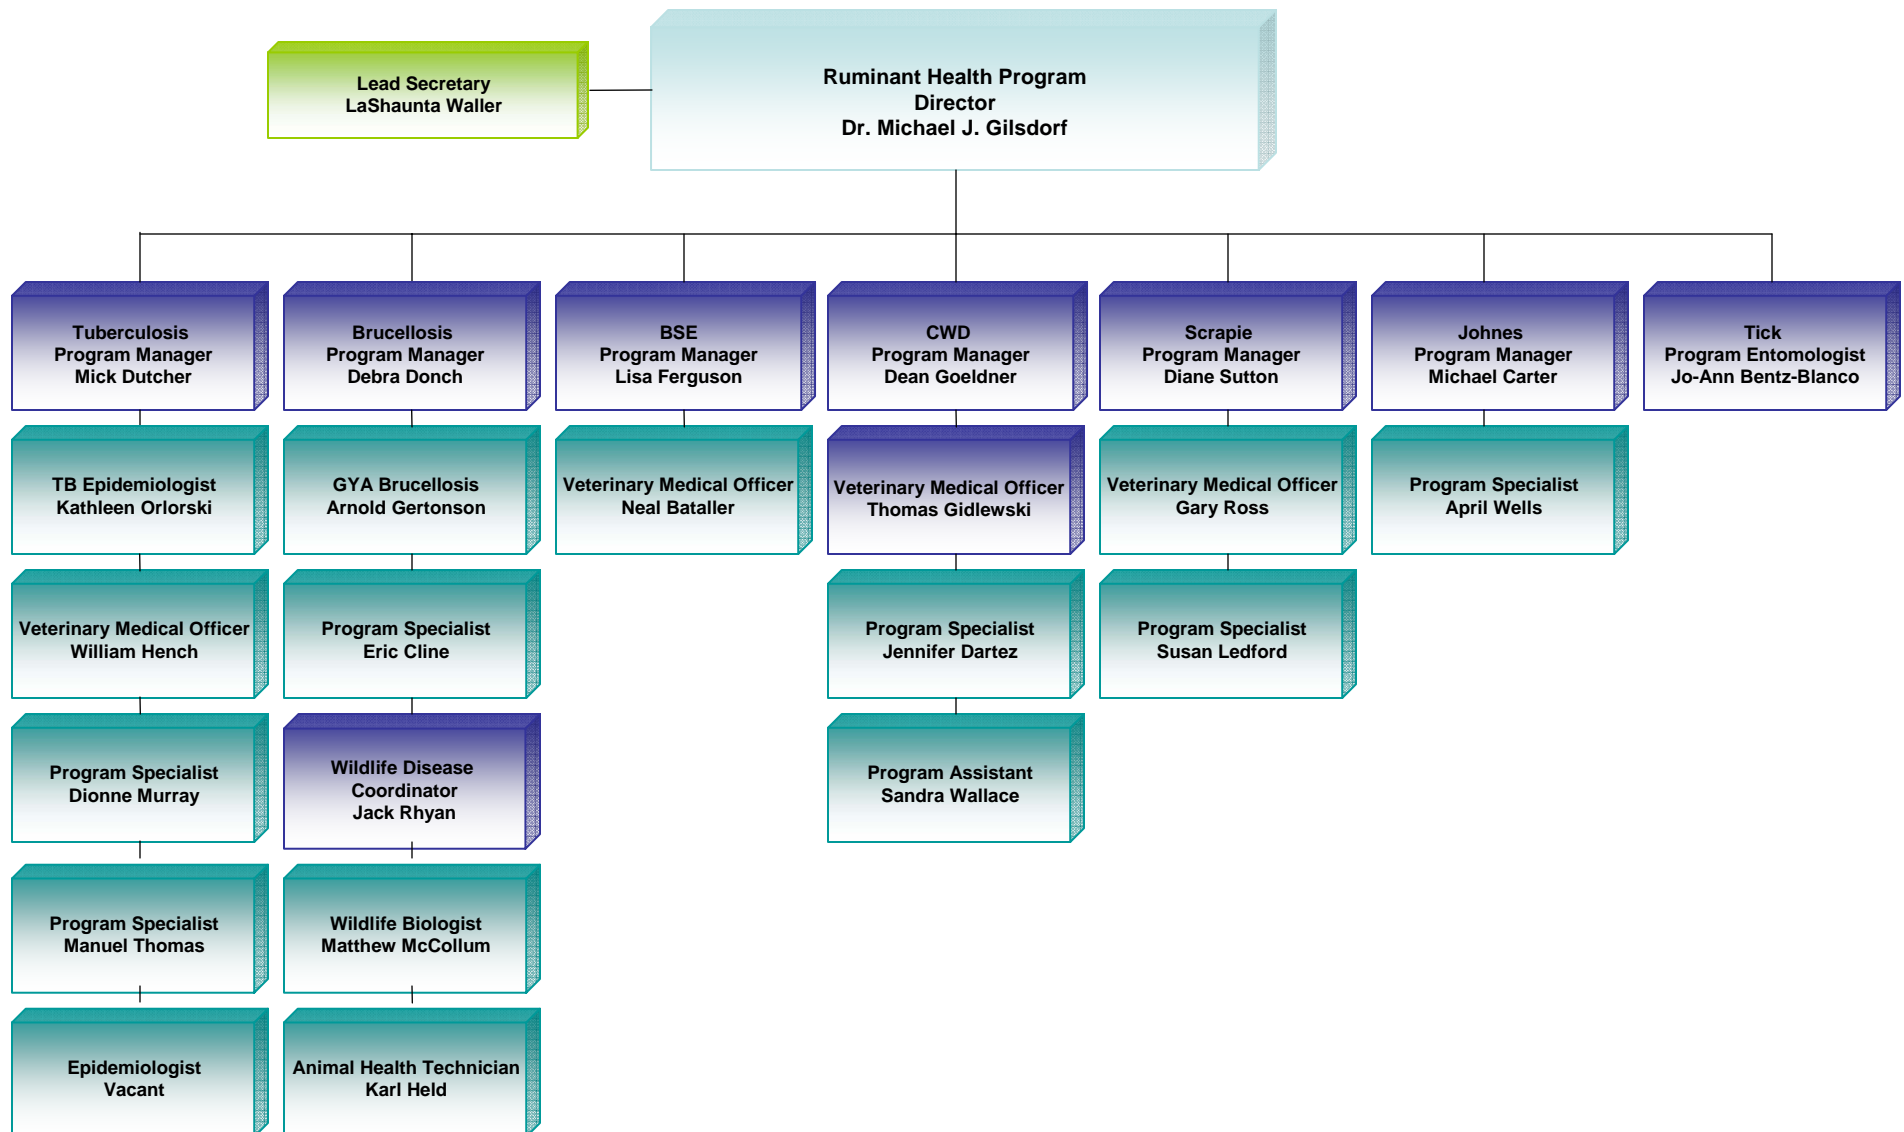 Lead Secretary
LaShaunta Waller
Ruminant Health Program
Director
Dr. Michael J. Gilsdorf
Tuberculosis
Program Manager
Mick Dutcher
Brucellosis
Program Manager
Debra Donch
BSE
Program Manager
Lisa Ferguson
CWD
Program Manager
Dean Goeldner
Scrapie
Program Manager
Diane Sutton
Johnes
Program Manager
Michael Carter
Tick
Program Entomologist
Jo-Ann Bentz-Blanco
TB Epidemiologist
Kathleen Orlorski
GYA Brucellosis
Arnold Gertonson
Veterinary Medical Officer
Neal Bataller
Veterinary Medical Officer
Thomas Gidlewski
Veterinary Medical Officer
Gary Ross
Program Specialist
April Wells
Veterinary Medical Officer
William Hench
Program Specialist
Eric Cline
Program Specialist
Jennifer Dartez
Program Specialist
Susan Ledford
Program Specialist
Dionne Murray
Wildlife Disease
Coordinator
Jack Rhyan
Program Assistant
Sandra Wallace
Program Specialist
Manuel Thomas
Wildlife Biologist
Matthew McCollum
Epidemiologist
Vacant
Animal Health Technician
Karl Held